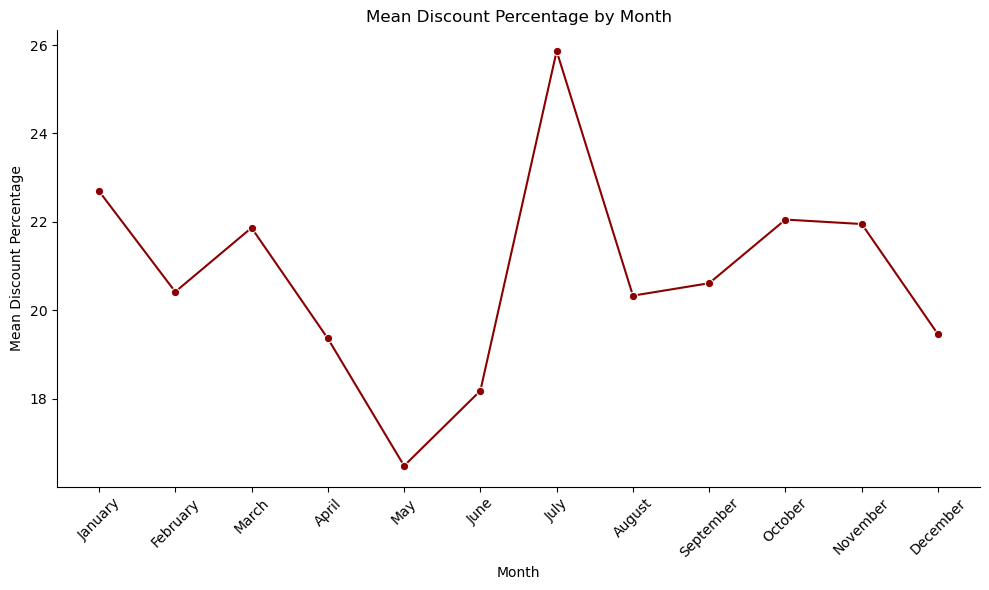 Mean Discount Percentage by Month
Mean Discount Percentage
26
24
22
20
18
January
February
March
April
May
June
July
August
September
October
November
December
Month